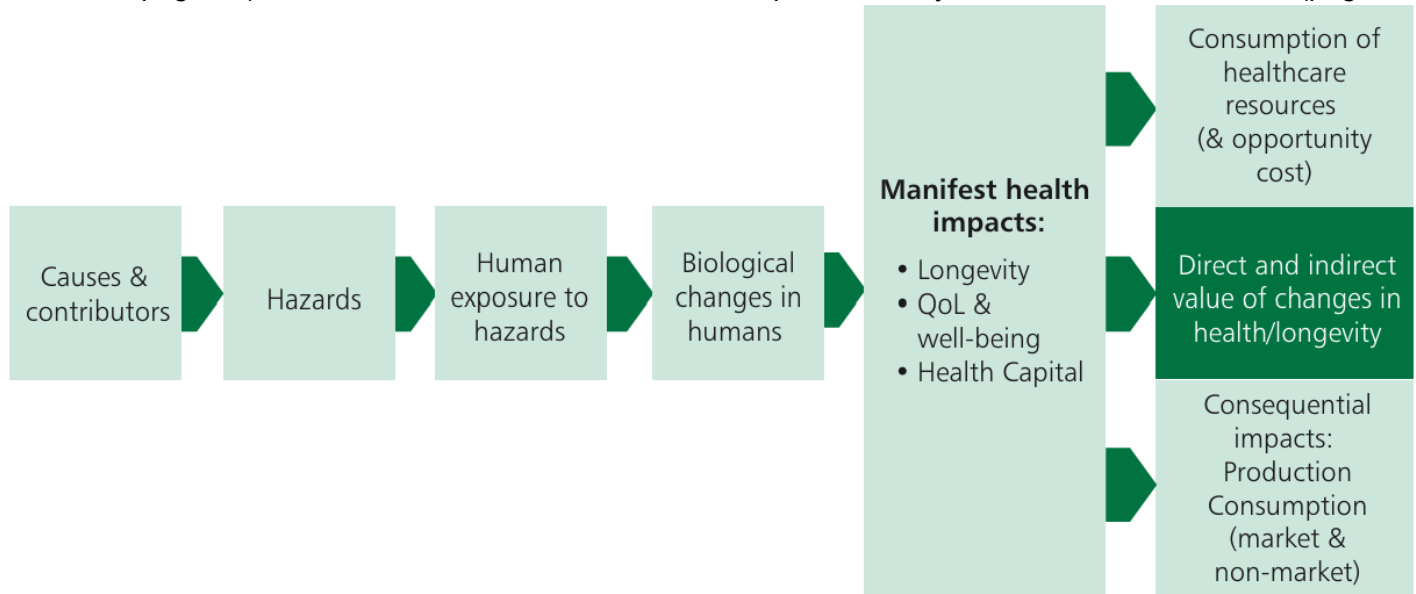 Causes &
contributors
Hazards
Human
exposure to
hazards
Biological
changes in
humans
Manifest health
impacts:
• Longevity
• QoL &
well-being
• Health Capital
Consumption of
healthcare
resources
(& opportunity
cost)
Direct and indirect
value of changes in
health/longevity
Consequential
impacts:
Production
Consumption
(market &
non-market)